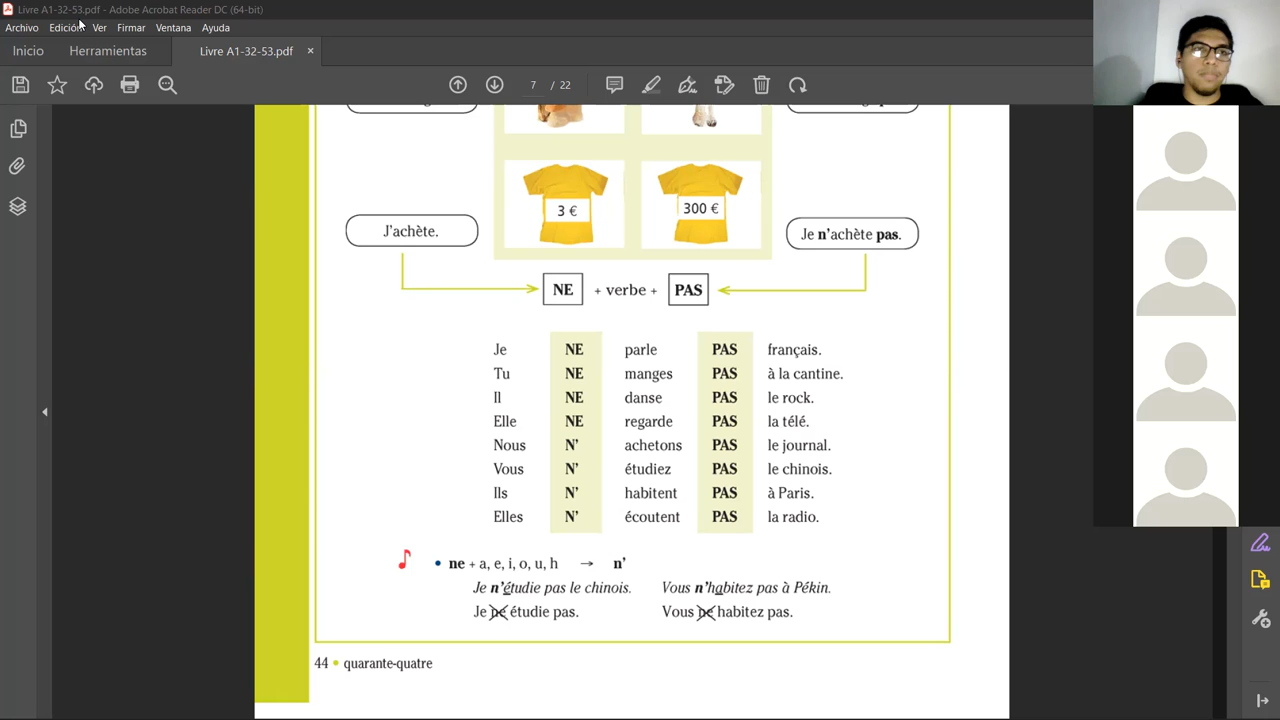 Livre A1-32-53.pdf - Adobe Acrobat Reader DC (64-bit)
Archivo Edición Ver Firmar Ventana Ayuda
Inicio Herramientas Livre A1-32-53.pdf ×
7 / 22
3 € 300 €
J'achète. Je n'achète pas.
NE + verbe + PAS
Je NE parle PAS français.
Tu NE manges PAS à la cantine.
Il NE danse PAS le rock.
Elle NE regarde PAS la télé.
Nous N' achetons PAS le journal.
Vous N' étudiez PAS le chinois.
Ils N' habitent PAS à Paris.
Elles N' écoutent PAS la radio.
• ne + a, e, i, o, u, h → n'
Je n'étudie pas le chinois. Vous n'habitez pas à Pékin.
Je ne étudie pas. Vous ne habitez pas.
44 • quarante-quatre